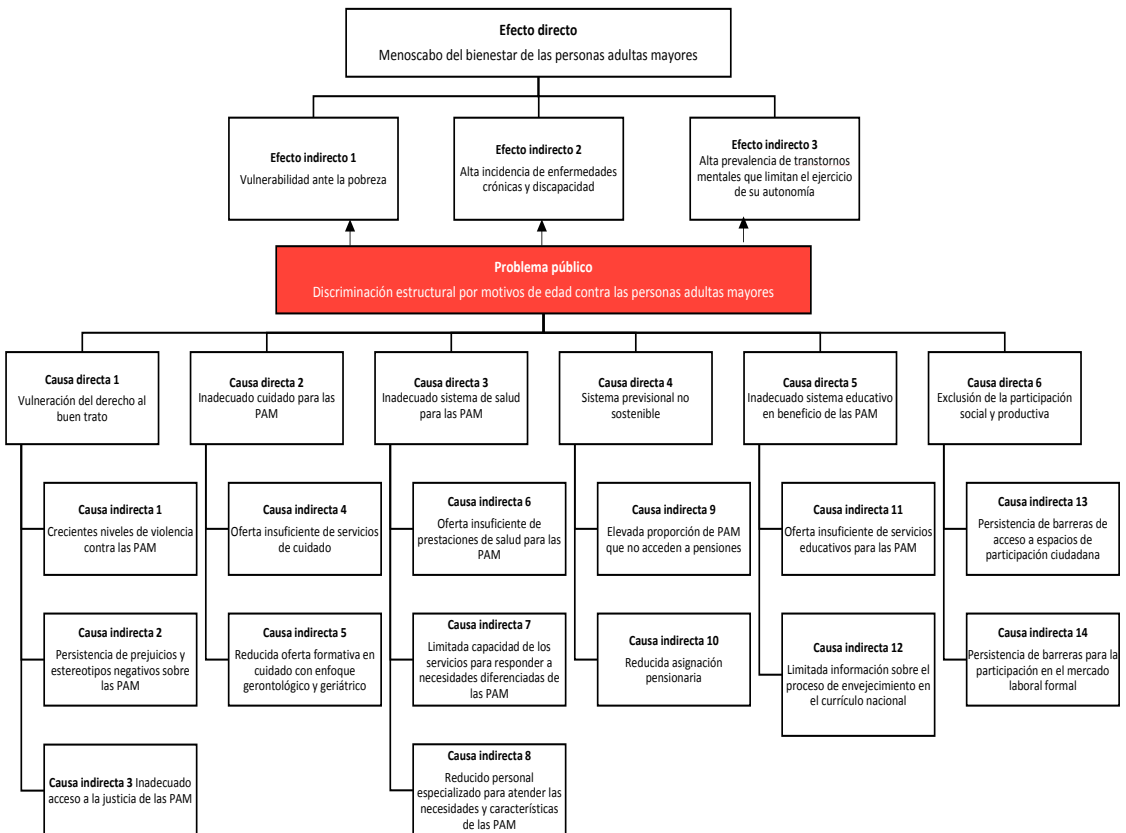 Efecto directo
Menoscabo del bienestar de las personas adultas mayores
Efecto indirecto 1
Vulnerabilidad ante la pobreza
Efecto indirecto 2
Alta incidencia de enfermedades
crónicas y discapacidad
Efecto indirecto 3
Alta prevalencia de transtornos
mentales que limitan el ejercicio
de su autonomía
Problema público
Discriminación estructural por motivos de edad contra las personas adultas mayores
Causa directa 1
Vulneración del derecho al
buen trato
Causa directa 2
Inadecuado cuidado para las
PAM
Causa directa 3
Inadecuado sistema de salud
para las PAM
Causa directa 4
Sistema previsional no
sostenible
Causa directa 5
Inadecuado sistema educativo
en beneficio de las PAM
Causa directa 6
Exclusión de la participación
social y productiva
Causa indirecta 1
Crecientes niveles de violencia
contra las PAM
Causa indirecta 4
Oferta insuficiente de servicios
de cuidado
Causa indirecta 6
Oferta insuficiente de
prestaciones de salud para las
PAM
Causa indirecta 9
Elevada proporción de PAM
que no acceden a pensiones
Causa indirecta 11
Oferta insuficiente de servicios
educativos para las PAM
Causa indirecta 13
Persistencia de barreras de
acceso a espacios de
participación ciudadana
Causa indirecta 2
Persistencia de prejuicios y
estereotipos negativos sobre
las PAM
Causa indirecta 5
Reducida oferta formativa en
cuidado con enfoque
gerontológico y geriátrico
Causa indirecta 7
Limitada capacidad de los
servicios para responder a
necesidades diferenciadas de
las PAM
Causa indirecta 10
Reducida asignación
pensionaria
Causa indirecta 12
Limitada información sobre el
proceso de envejecimiento en
el currículo nacional
Causa indirecta 14
Persistencia de barreras para la
participación en el mercado
laboral formal
Causa indirecta 3 Inadecuado
acceso a la justicia de las PAM
Causa indirecta 8
Reducido personal
especializado para atender las
necesidades y características
de las PAM